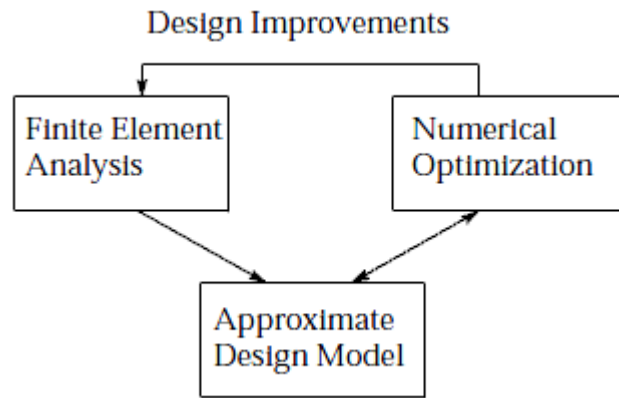 Design Improvements
Finite Element
Analysis
Numerical
Optimization
Approximate
Design Model